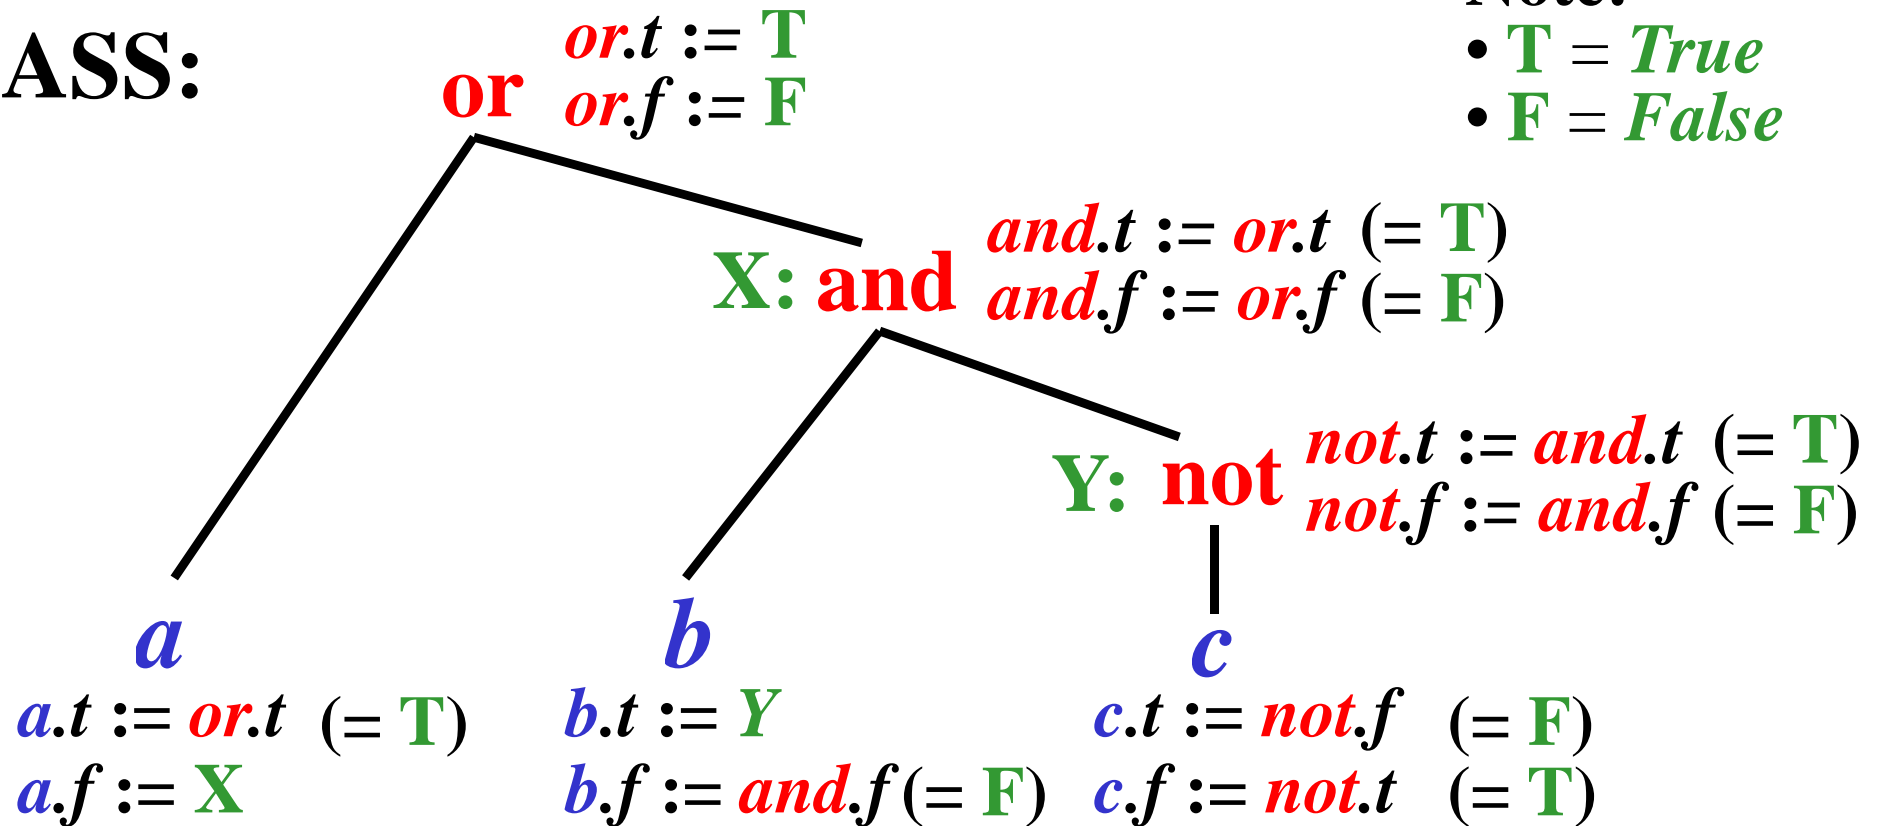 ASS:
or
or.t := T
or.f := F
• T = True
• F = False
X: and
and.t := or.t (= T)
and.f := or.f (= F)
Y: not
not.t := and.t (= T)
not.f := and.f (= F)
a
a.t := or.t (= T)
a.f := X
b
b.t := Y
b.f := and.f (= F)
c
c.t := not.f (= F)
c.f := not.t (= T)